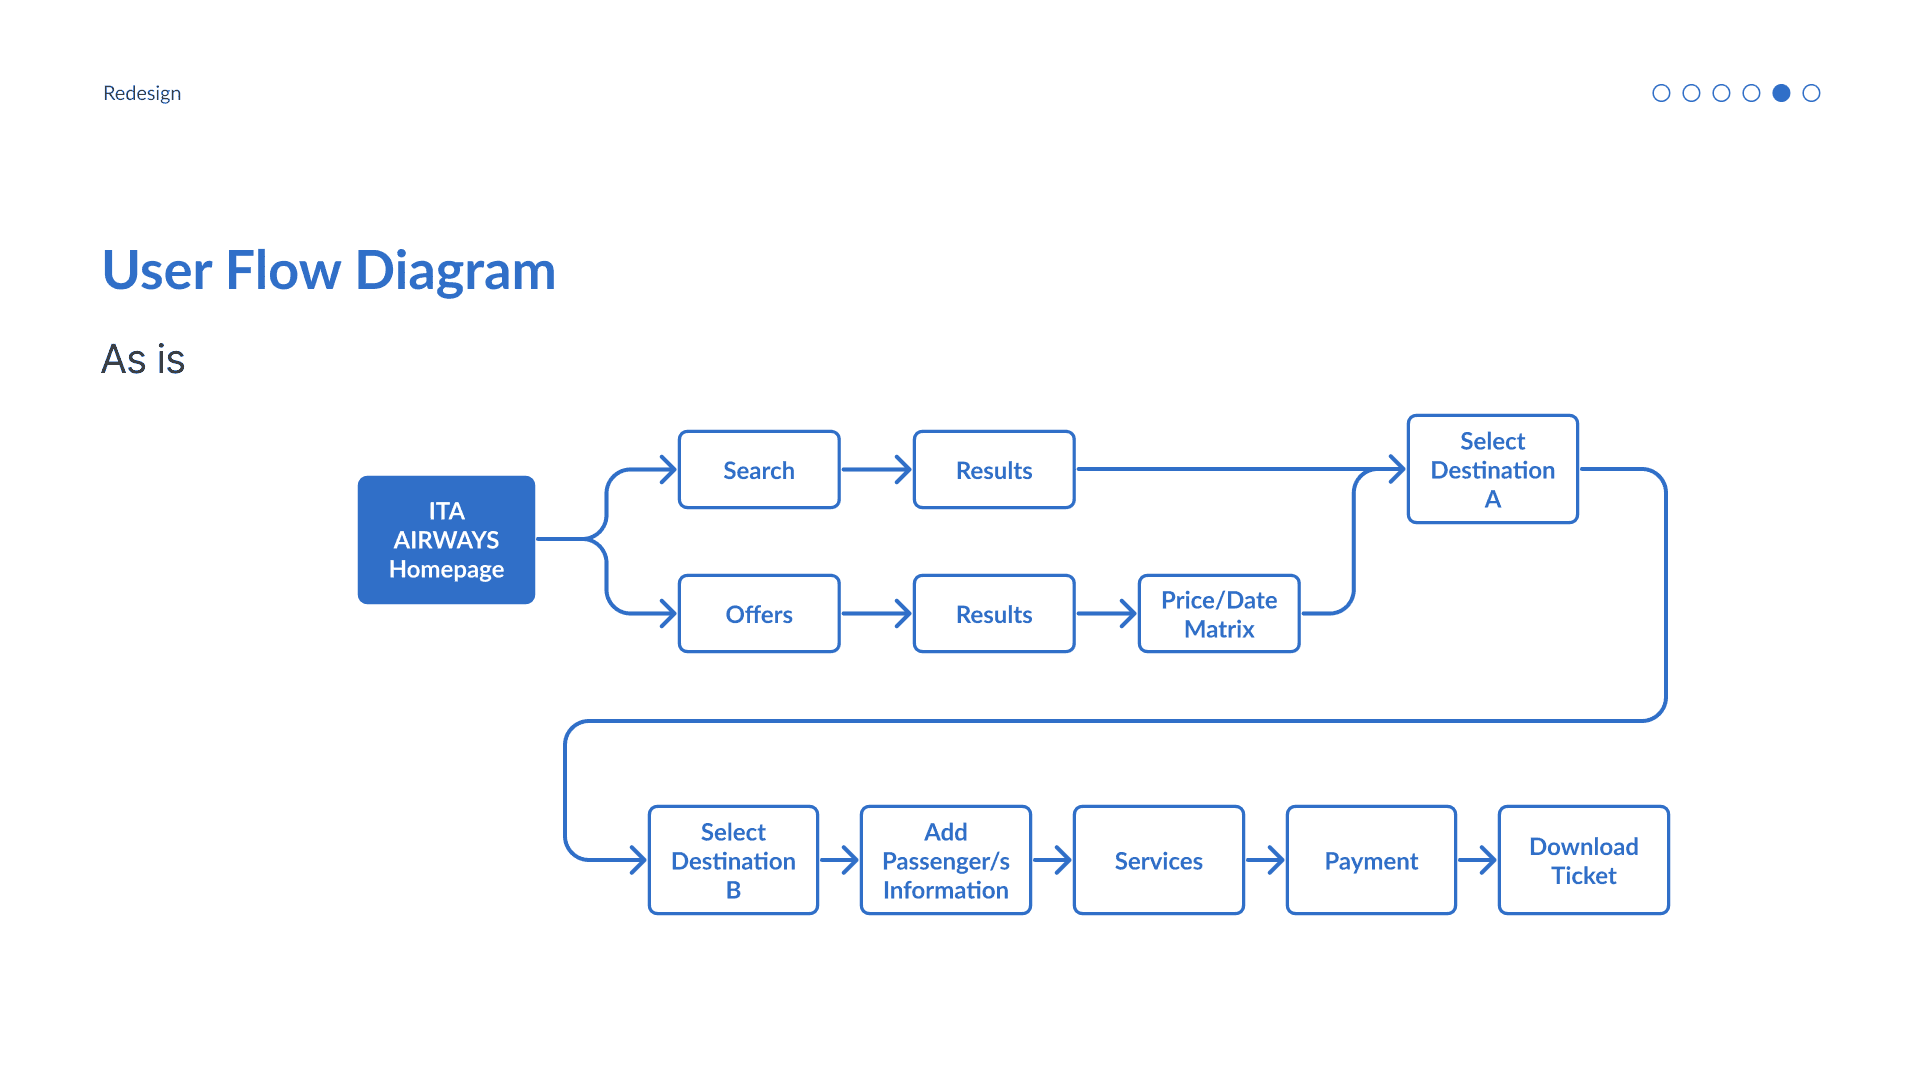 Redesign
User Flow Diagram
As is
ITA
AIRWAYS
Homepage
Search
Results
Select
Destination
A
Offers
Results
Price/Date
Matrix
Select
Destination
B
Add
Passenger/s
Information
Services
Payment
Download
Ticket